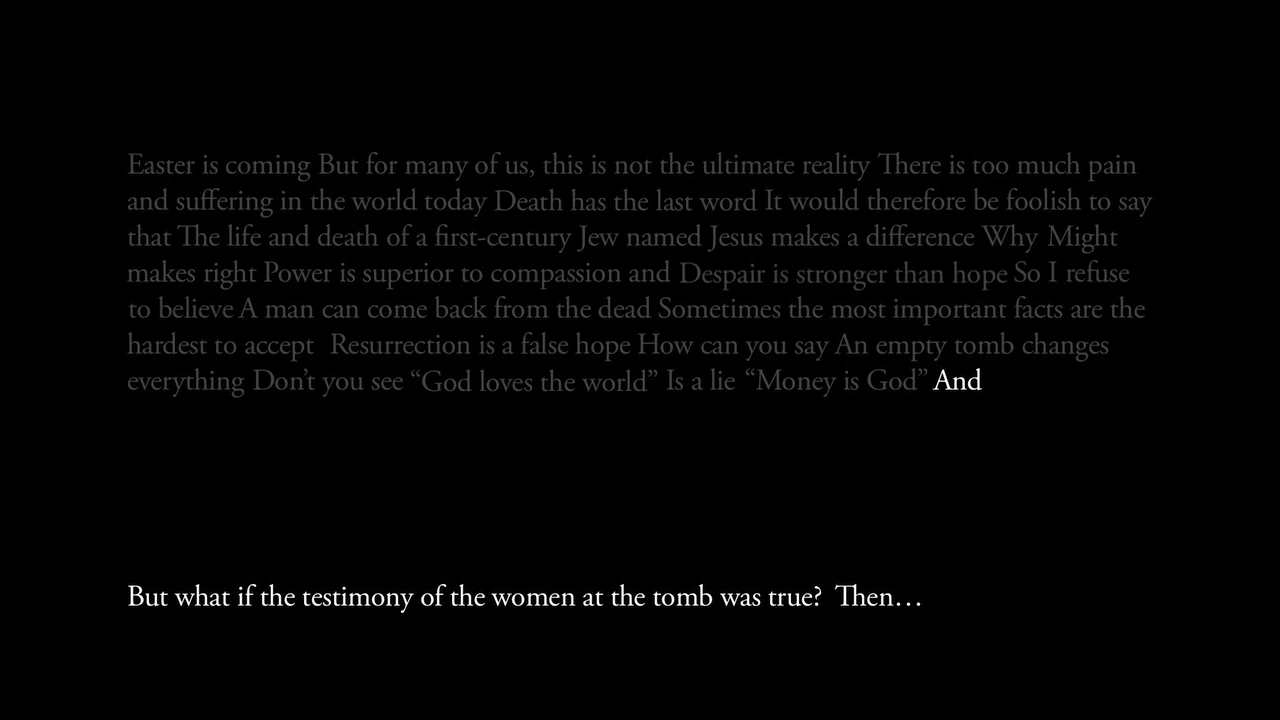 Easter is coming But for many of us, this is not the ultimate reality There is too much pain
and suffering in the world today Death has the last word It would therefore be foolish to say
that The life and death of a first-century Jew named Jesus makes a difference Why Might
makes right Power is superior to compassion and Despair is stronger than hope So I refuse
to believe A man can come back from the dead Sometimes the most important facts are the
hardest to accept Resurrection is a false hope How can you say An empty tomb changes
everything Don’t you see “God loves the world” Is a lie “Money is God” And
But what if the testimony of the women at the tomb was true? Then…